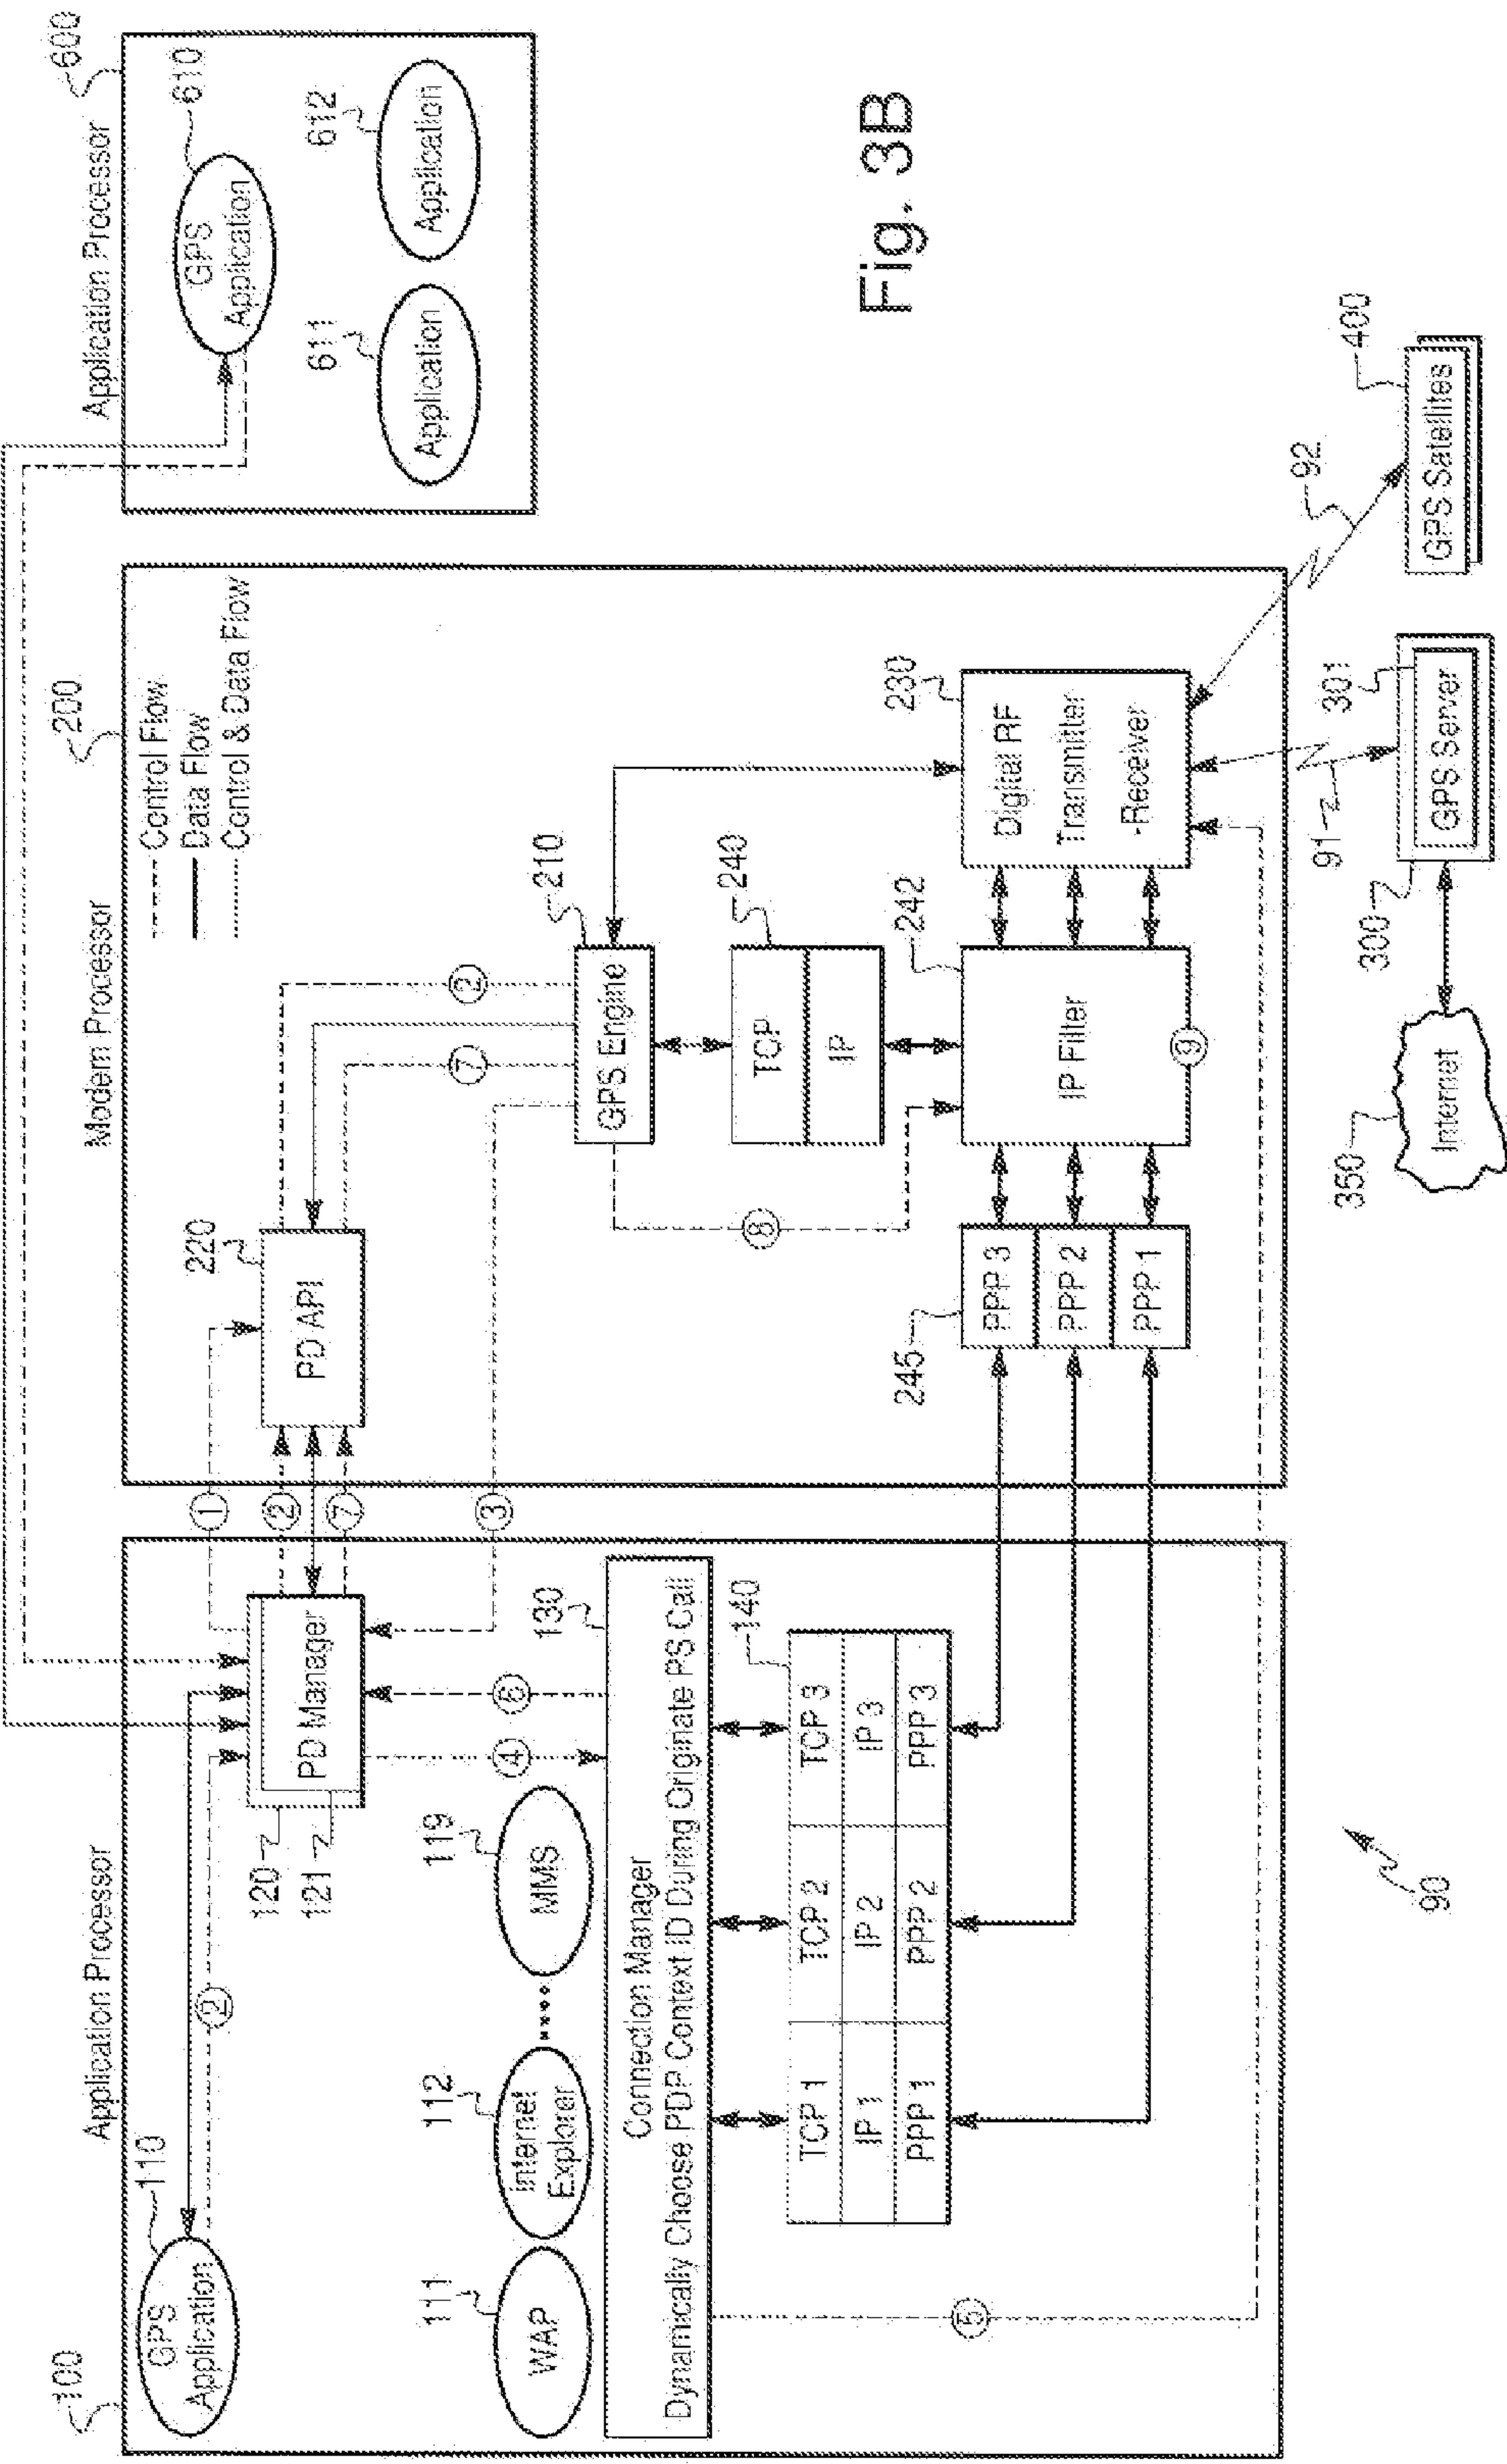 100
Application Processor
GPS
Application
110
②
120
121
PD Manager
WAP
111
Internet
Explorer
112
MMS
119
④
⑥
130
Connection Manager
Dynamically Choose PDP Context ID During Originate PS Call
140
TCP 1
TCP 2
TCP 3
IP 1
IP 2
IP 3
PPP 1
PPP 2
PPP 3
⑤
①
②
⑦
③
Modem Processor
200
Control Flow
Data Flow
Control & Data Flow
220
PD API
②
⑦
210
GPS Engine
⑧
240
TCP
IP
242
IP Filter
⑨
245
PPP 3
PPP 2
PPP 1
230
Digital RF
Transmitter
-Receiver
Application Processor
600
GPS
Application
610
611
Application
612
Application
90
350
Internet
300
301
GPS Server
91
92
400
GPS Satellites
Fig. 3B